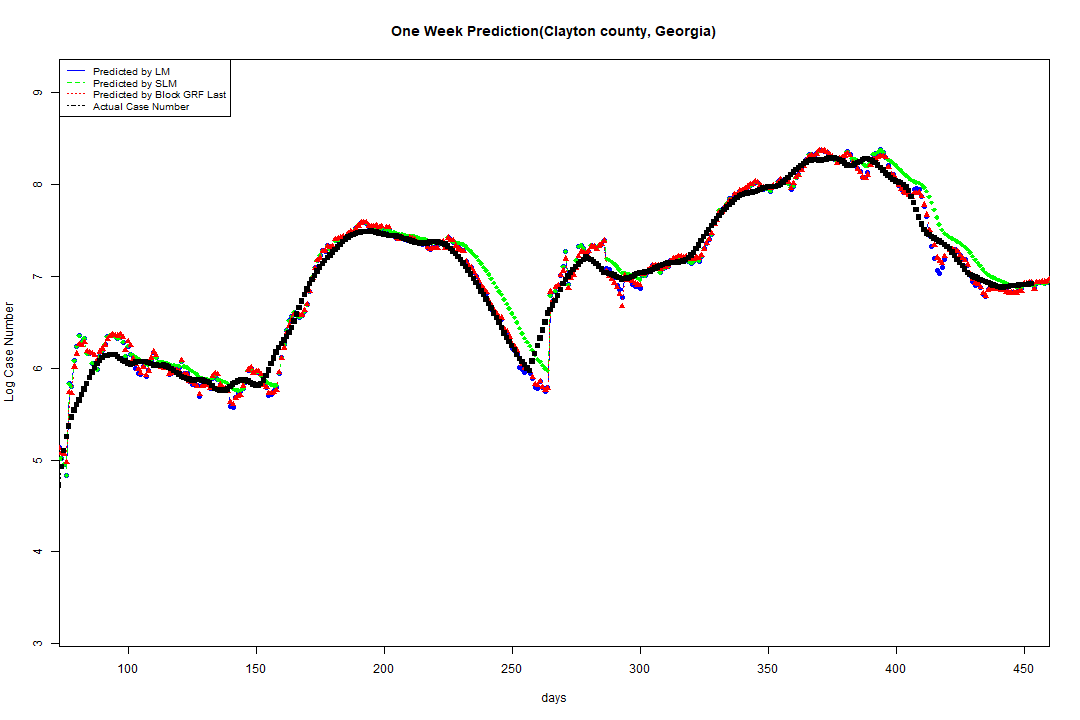 One Week Prediction(Clayton county, Georgia)
Predicted by LM
Predicted by SLM
Predicted by Block GRF Last
Actual Case Number
9
8
7
6
5
4
3
Log Case Number
100 150 200 250 300 350 400 450
days